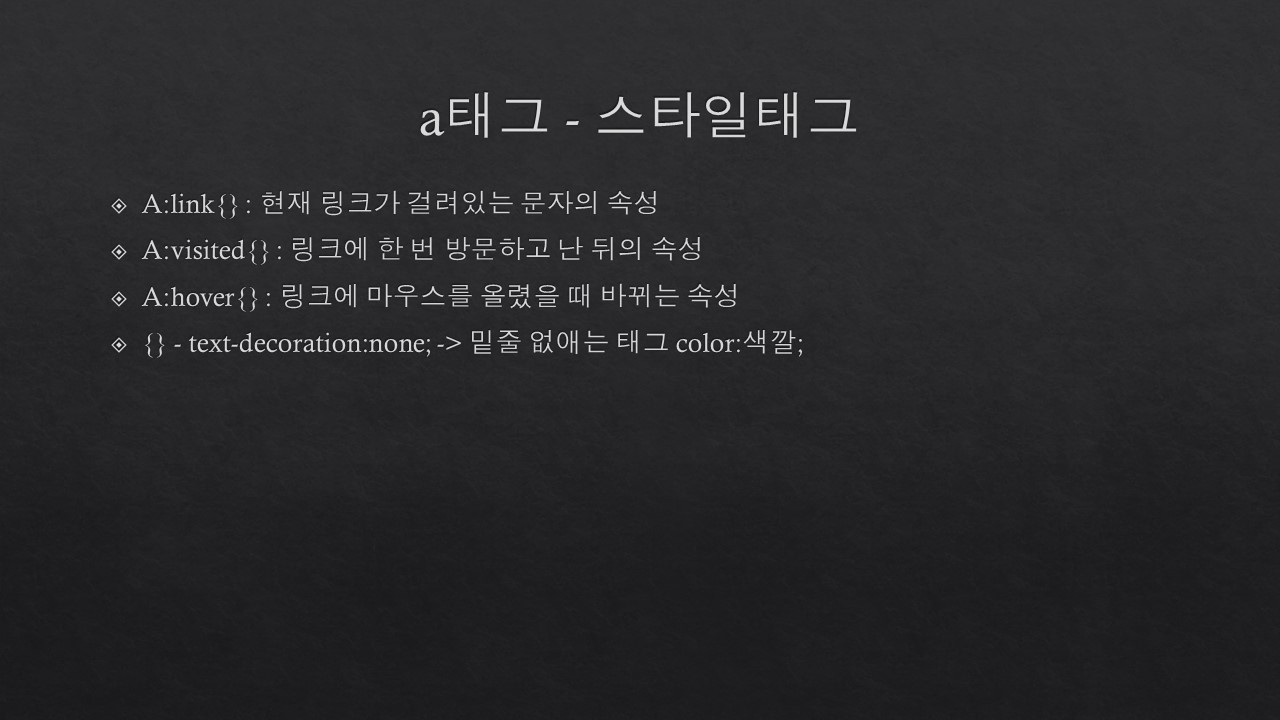 a태그 - 스타일태그
A:link{} : 현재 링크가 걸려있는 문자의 속성
A:visited{} : 링크에 한 번 방문하고 난 뒤의 속성
A:hover{} : 링크에 마우스를 올렸을 때 바뀌는 속성
{} - text-decoration:none; -> 밑줄 없애는 태그 color:색깔;